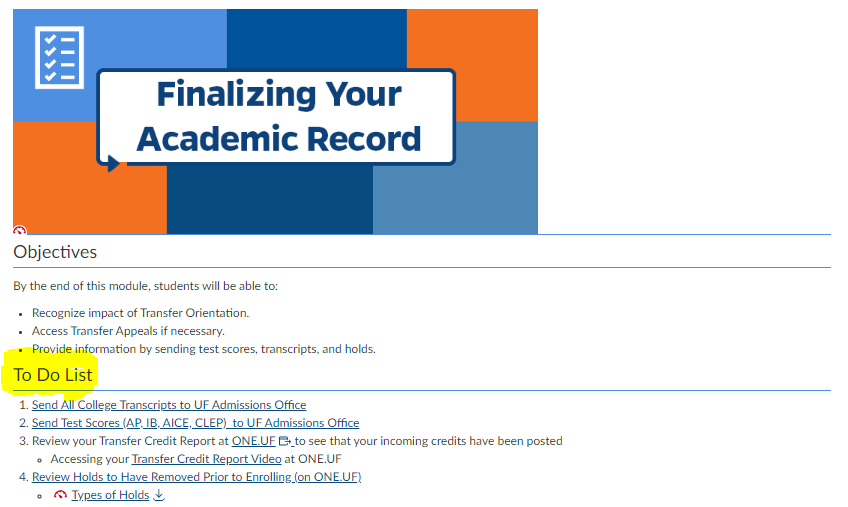 Finalizing Your
Academic Record
Objectives
By the end of this module, students will be able to:
• Recognize impact of Transfer Orientation.
• Access Transfer Appeals if necessary.
• Provide information by sending test scores, transcripts, and holds.
To Do List
1. Send All College Transcripts to UF Admissions Office
2. Send Test Scores (AP, IB, AICE, CLEP) to UF Admissions Office
3. Review your Transfer Credit Report at ONE.UF to see that your incoming credits have been posted
◦ Accessing your Transfer Credit Report Video at ONE.UF
4. Review Holds to Have Removed Prior to Enrolling (on ONE.UF)
◦ Types of Holds